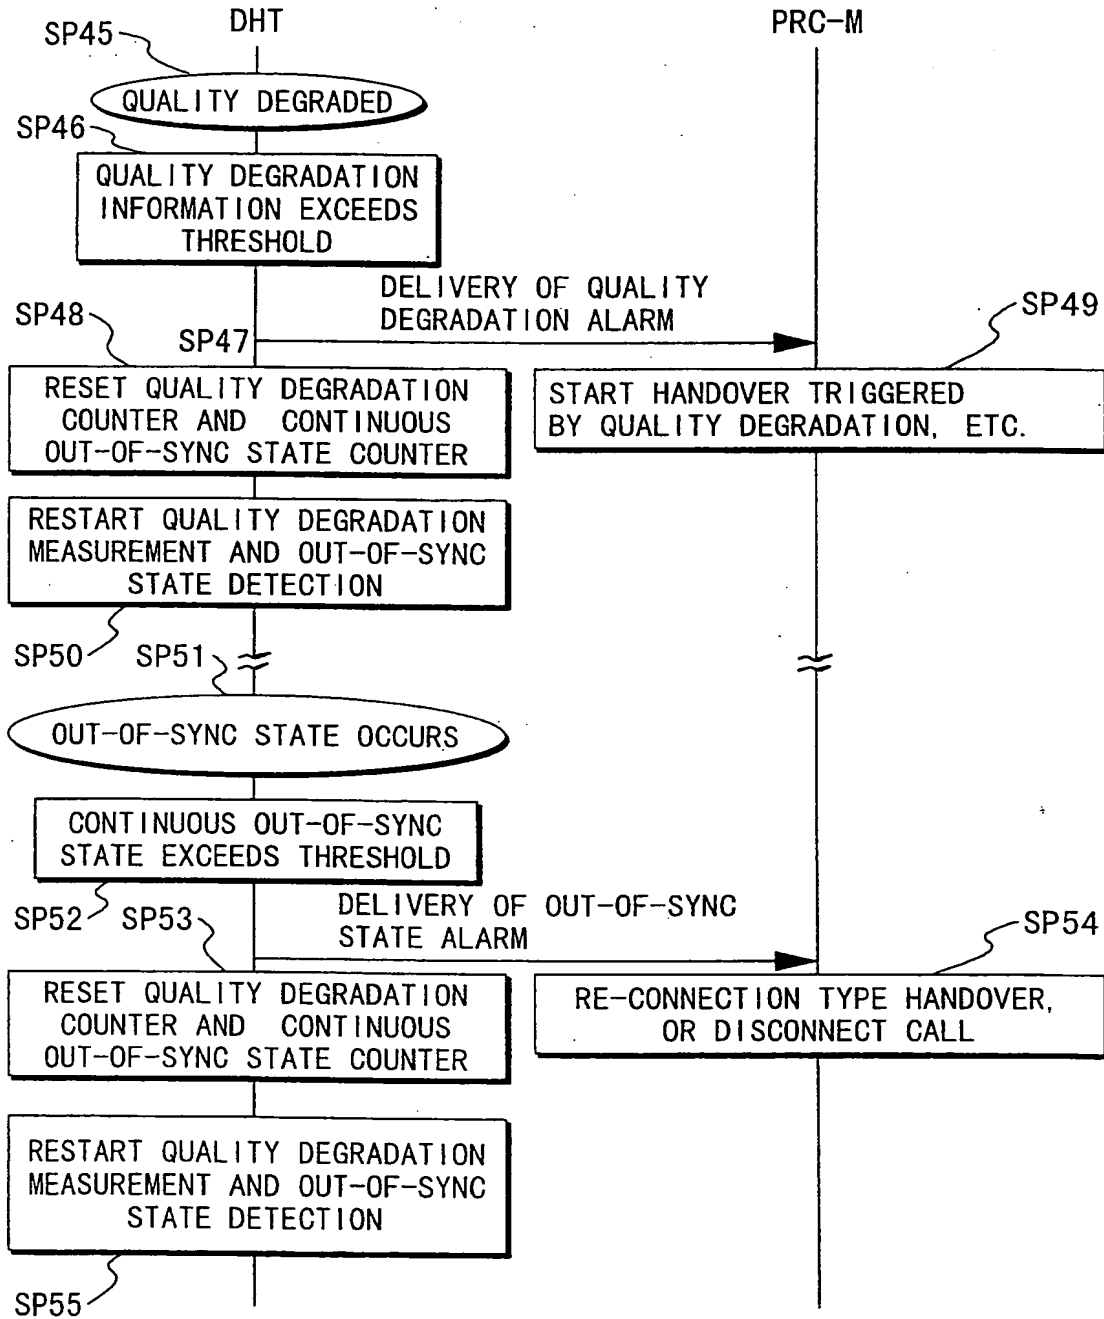 DHT
PRC-M
SP45
QUALITY DEGRADED
SP46
QUALITY DEGRADATION
INFORMATION EXCEEDS
THRESHOLD
DELIVERY OF QUALITY
DEGRADATION ALARM
SP48
SP47
SP49
RESET QUALITY DEGRADATION
COUNTER AND CONTINUOUS
OUT-OF-SYNC STATE COUNTER
START HANDOVER TRIGGERED
BY QUALITY DEGRADATION, ETC.
RESTART QUALITY DEGRADATION
MEASUREMENT AND OUT-OF-SYNC
STATE DETECTION
SP50
SP51
OUT-OF-SYNC STATE OCCURS
CONTINUOUS OUT-OF-SYNC
STATE EXCEEDS THRESHOLD
SP52
SP53
DELIVERY OF OUT-OF-SYNC
STATE ALARM
SP54
RESET QUALITY DEGRADATION
COUNTER AND CONTINUOUS
OUT-OF-SYNC STATE COUNTER
RE-CONNECTION TYPE HANDOVER,
OR DISCONNECT CALL
RESTART QUALITY DEGRADATION
MEASUREMENT AND OUT-OF-SYNC
STATE DETECTION
SP55